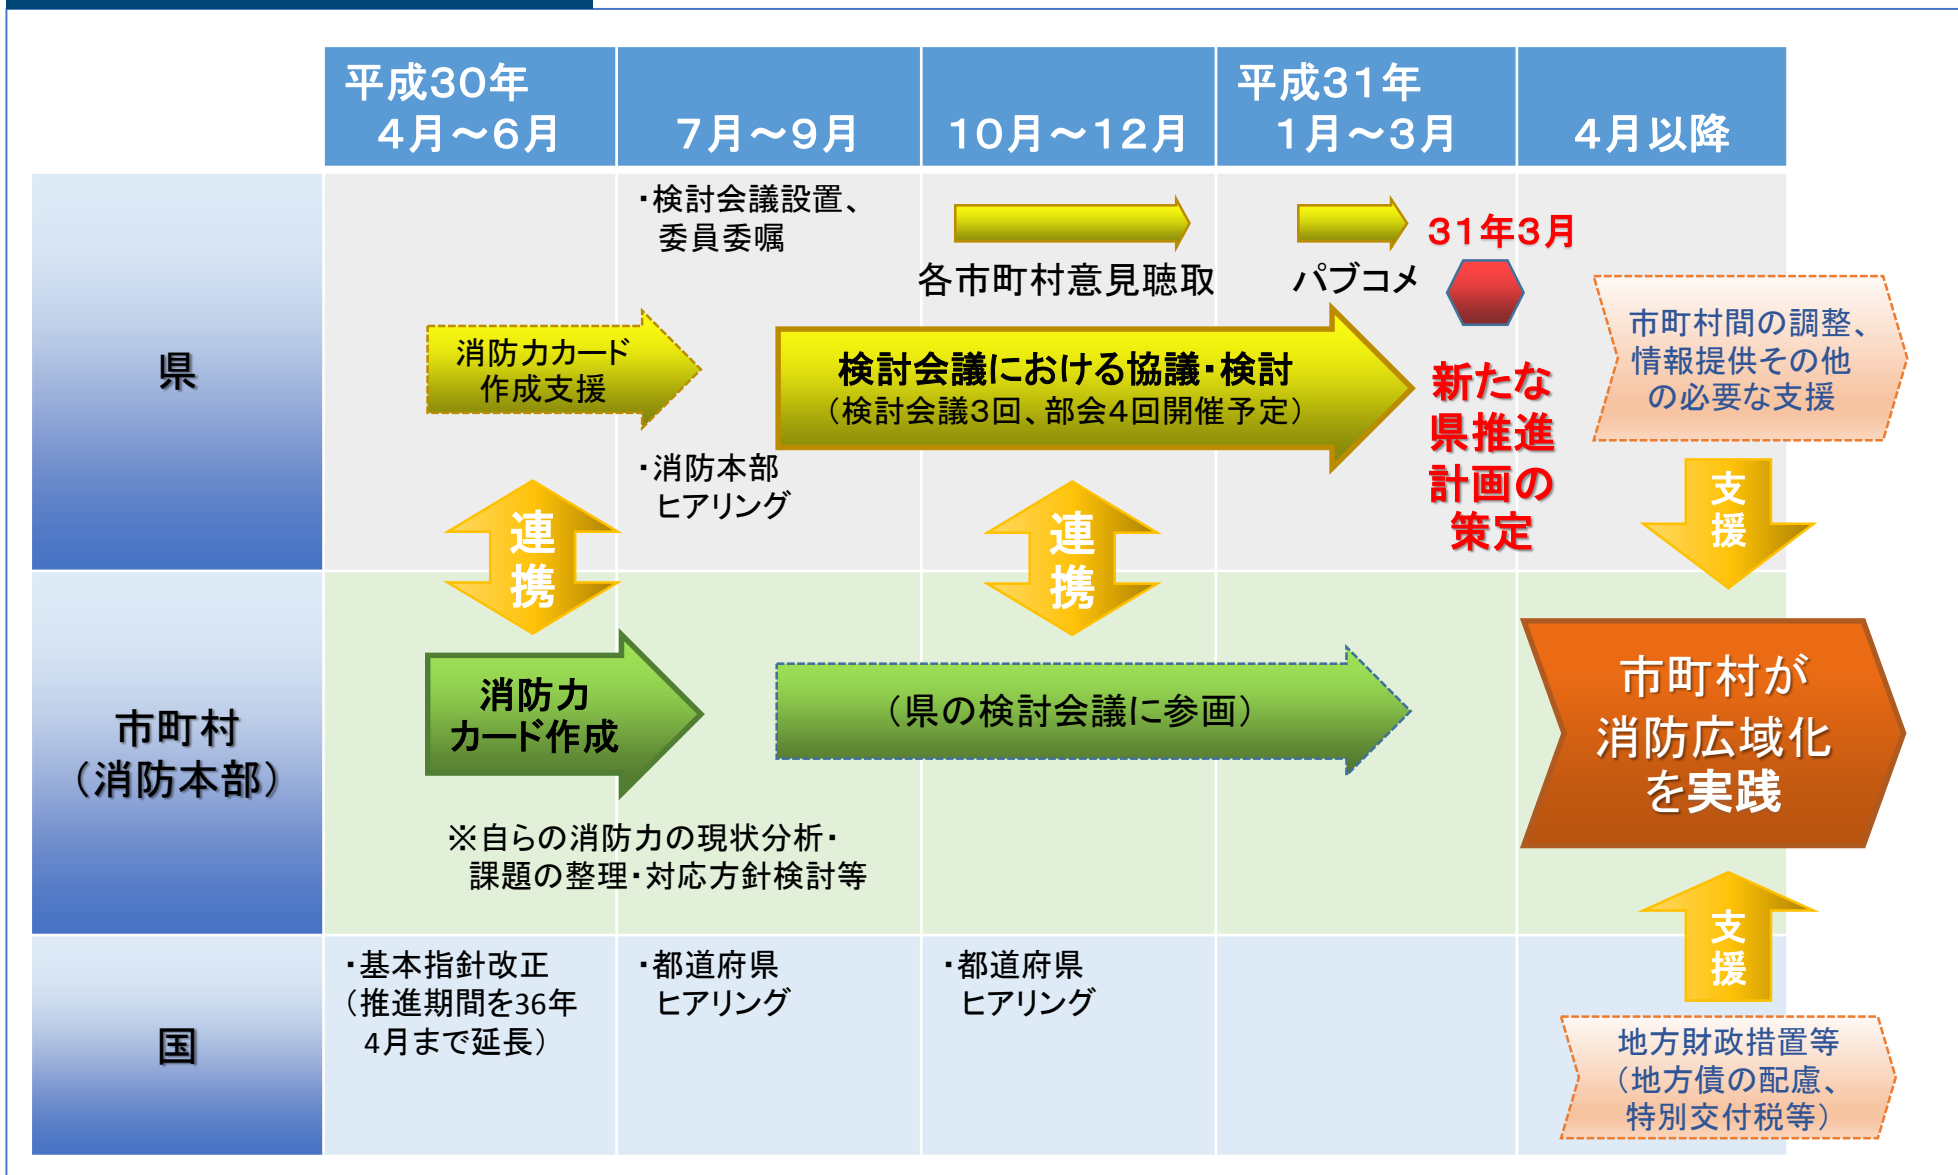 平成30年
4月～6月
7月～9月
10月～12月
平成31年
1月～3月
4月以降
県
・検討会議設置、
委員委嘱
各市町村意見聴取
パブコメ
31年3月
消防力カード
作成支援
検討会議における協議・検討
（検討会議3回、部会4回開催予定）
新たな
県推進
計画の
策定
市町村間の調整、
情報提供その他
の必要な支援
・消防本部
ヒアリング
連
携
連
携
支
援
市町村
（消防本部）
消防力
カード作成
（県の検討会議に参画）
市町村が
消防広域化
を実践
※自らの消防力の現状分析・
課題の整理・対応方針検討等
国
・基本指針改正
（推進期間を36年
4月まで延長）
・都道府県
ヒアリング
・都道府県
ヒアリング
支
援
地方財政措置等
（地方債の配慮、
特別交付税等）